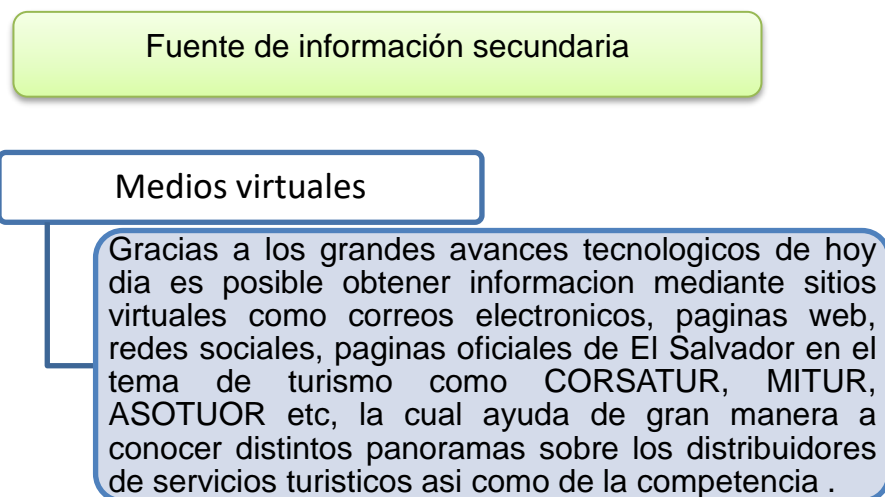 Fuente de información secundaria
Medios virtuales
Gracias a los grandes avances tecnologicos de hoy
dia es posible obtener informacion mediante sitios
virtuales como correos electronicos, paginas web,
redes sociales, paginas oficiales de El Salvador en el
tema de turismo como CORSATUR, MITUR,
ASOTUOR etc, la cual ayuda de gran manera a
conocer distintos panoramas sobre los distribuidores
de servicios turisticos asi como de la competencia .